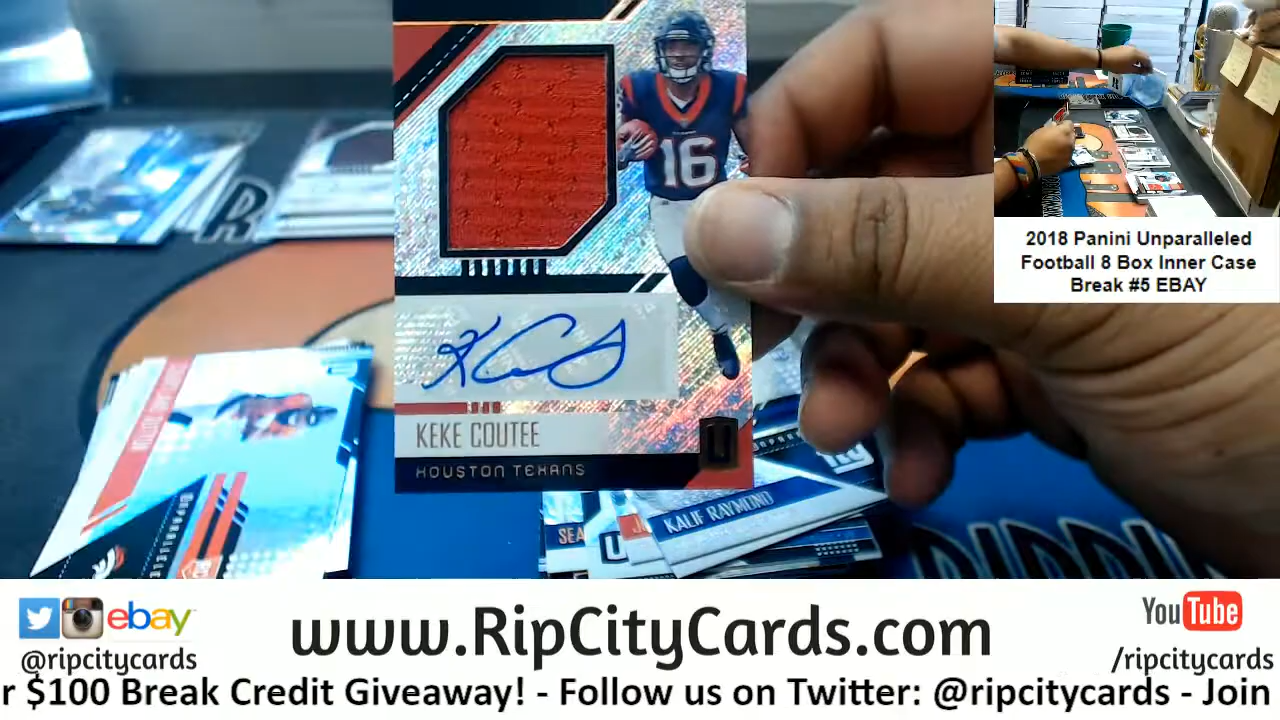 16
KEKE COUTEE
HOUSTON TEXANS
U
KALIF RAYMOND
SEA
U
R
2018 Panini Unparalleled
Football 8 Box Inner Case
Break #5 EBAY
ebay
@ripcitycards
www.RipCityCards.com
YouTube
/ripcitycards
r $100 Break Credit Giveaway! - Follow us on Twitter: @ripcitycards - Join